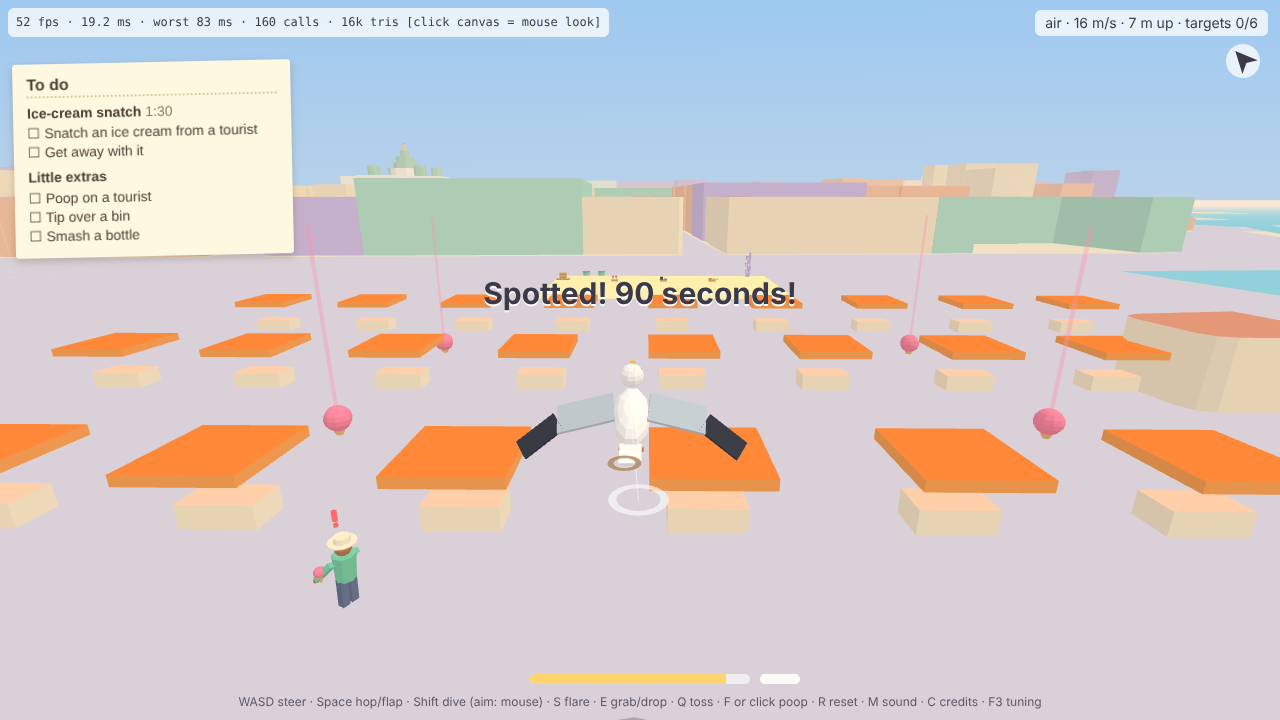 52 fps · 19.2 ms · worst 83 ms · 160 calls · 16k tris [click canvas = mouse look]
air · 16 m/s · 7 m up · targets 0/6
To do
Ice-cream snatch 1:30
Snatch an ice cream from a tourist
Get away with it
Little extras
Poop on a tourist
Tip over a bin
Smash a bottle
Spotted! 90 seconds!
WASD steer · Space hop/flap · Shift dive (aim: mouse) · S flare · E grab/drop · Q toss · F or click poop · R reset · M sound · C credits · F3 tuning